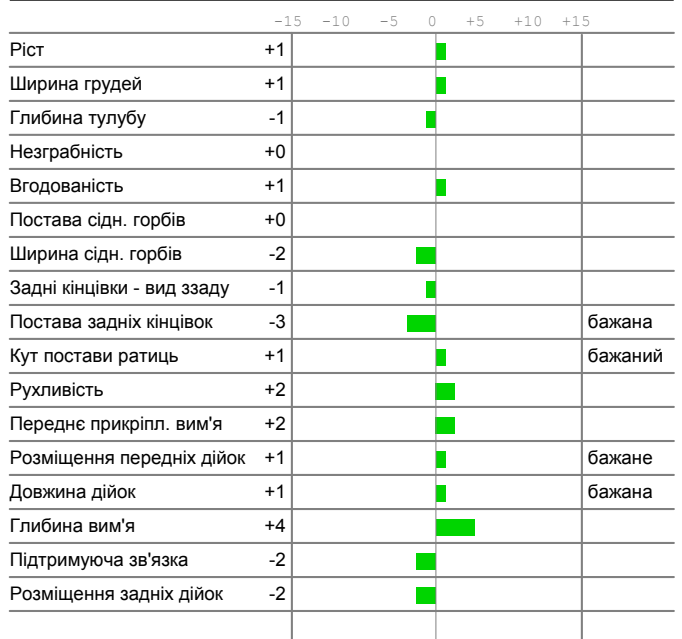 -15 -10 -5 0 +5 +10 +15
Ріст +1
Ширина грудей +1
Глибина тулубу -1
Незграбність +0
Вгодованість +1
Постава сідн. горбів +0
Ширина сідн. горбів -2
Задні кінцівки - вид ззаду -1
Постава задніх кінцівок -3 бажана
Кут постави ратиць +1 бажаний
Рухливість +2
Переднє прикріпл. вим'я +2
Розміщення передніх дійок +1 бажане
Довжина дійок +1 бажана
Глибина вим'я +4
Підтримуюча зв'язка -2
Розміщення задніх дійок -2